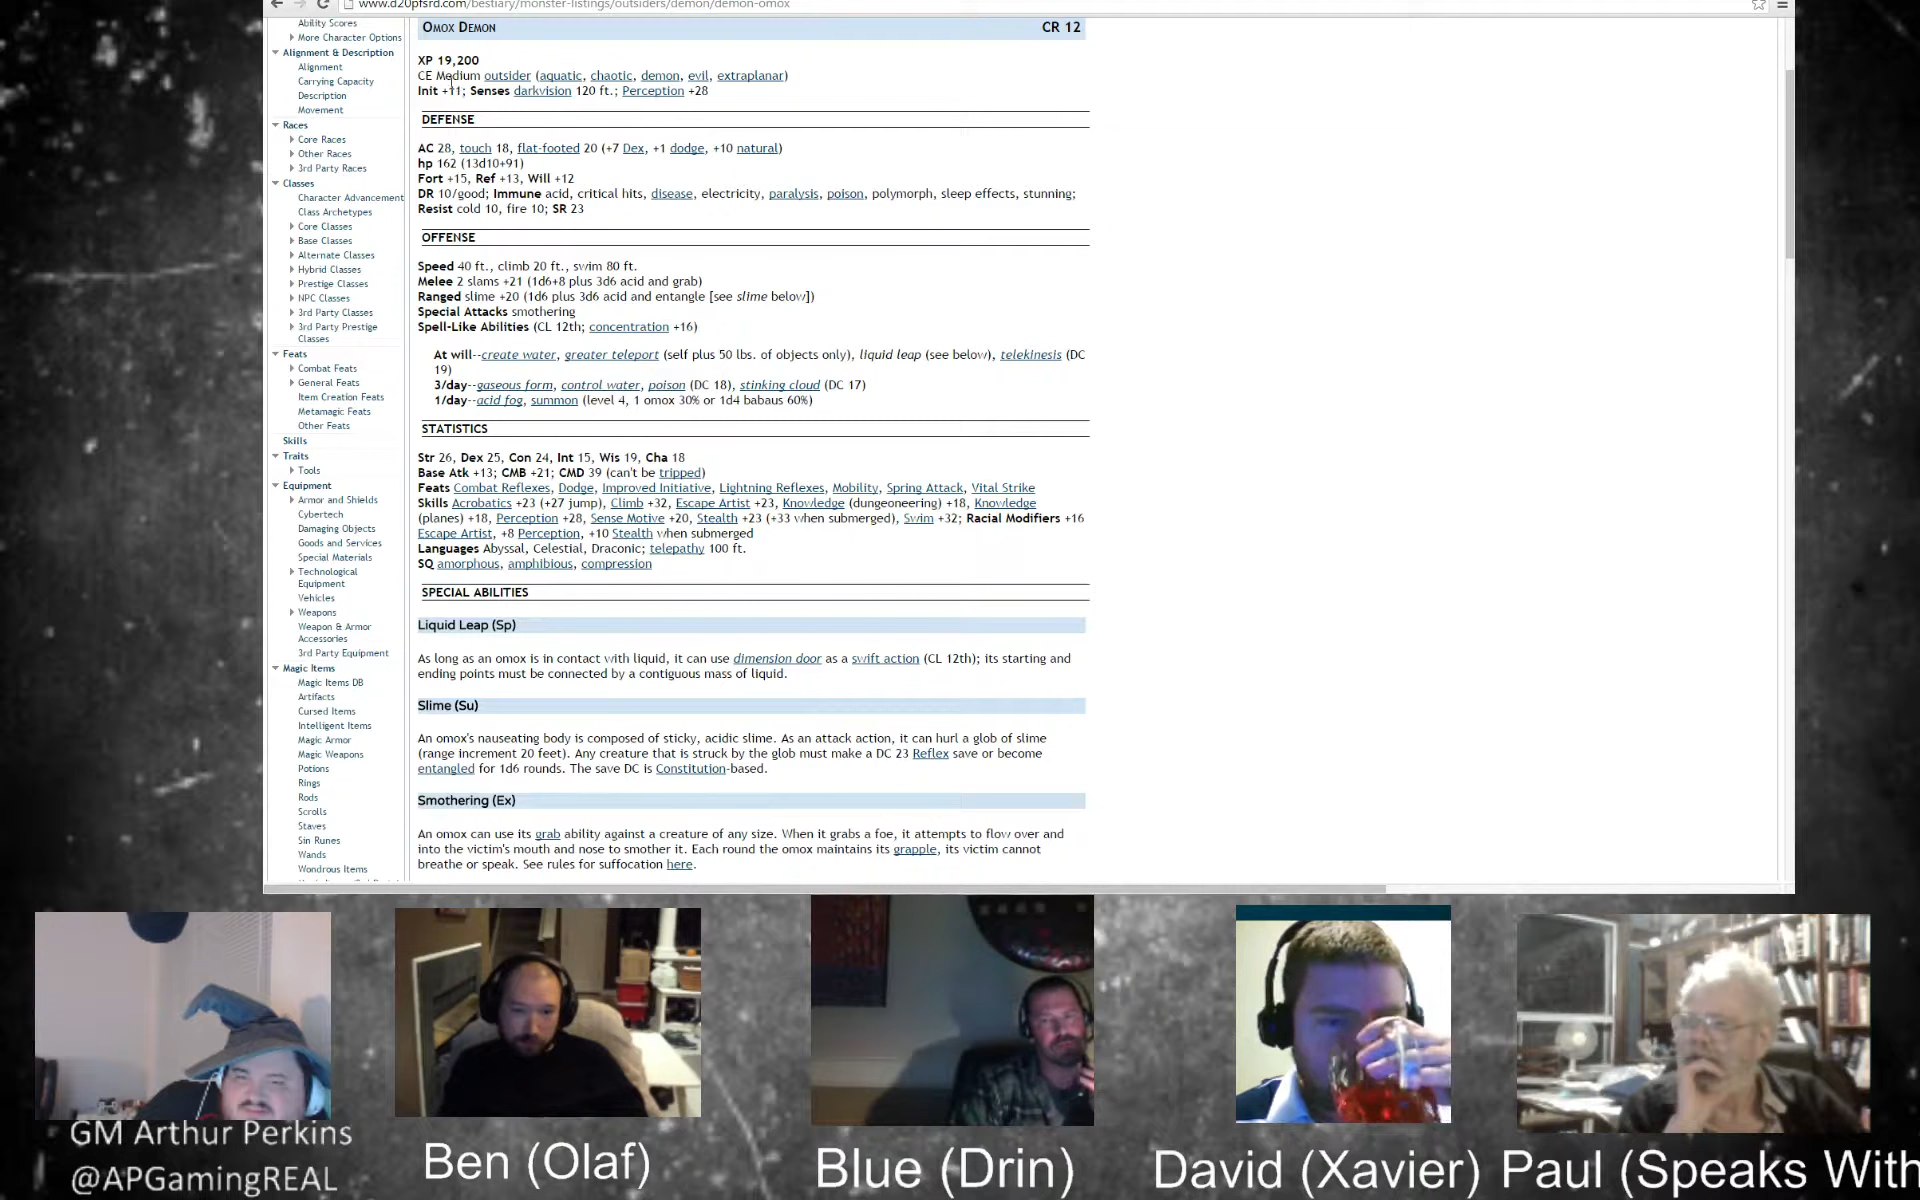 www.d20pfsrd.com/bestiary/monster-listings/outsiders/demon/demon-omox
Ability Scores
More Character Options
Alignment & Description
Alignment
Carrying Capacity
Description
Movement
Races
Core Races
Other Races
3rd Party Races
Classes
Character Advancement
Class Archetypes
Core Classes
Base Classes
Alternate Classes
Hybrid Classes
Prestige Classes
NPC Classes
3rd Party Classes
3rd Party Prestige
Classes
Feats
Combat Feats
General Feats
Item Creation Feats
Metamagic Feats
Other Feats
Skills
Traits
Tools
Equipment
Armor and Shields
Cybertech
Damaging Objects
Goods and Services
Special Materials
Technological
Equipment
Vehicles
Weapons
Weapon & Armor
Accessories
3rd Party Equipment
Magic Items
Magic Items DB
Artifacts
Cursed Items
Intelligent Items
Magic Armor
Magic Weapons
Potions
Rings
Rods
Scrolls
Staves
Sin Runes
Wands
Wondrous Items
Omox Demon CR 12
XP 19,200
CE Medium outsider (aquatic, chaotic, demon, evil, extraplanar)
Init +11; Senses darkvision 120 ft.; Perception +28
DEFENSE
AC 28, touch 18, flat-footed 20 (+7 Dex, +1 dodge, +10 natural)
hp 162 (13d10+91)
Fort +15, Ref +13, Will +12
DR 10/good; Immune acid, critical hits, disease, electricity, paralysis, poison, polymorph, sleep effects, stunning;
Resist cold 10, fire 10; SR 23
OFFENSE
Speed 40 ft., climb 20 ft., swim 80 ft.
Melee 2 slams +21 (1d6+8 plus 3d6 acid and grab)
Ranged slime +20 (1d6 plus 3d6 acid and entangle [see slime below])
Special Attacks smothering
Spell-Like Abilities (CL 12th; concentration +16)
At will--create water, greater teleport (self plus 50 lbs. of objects only), liquid leap (see below), telekinesis (DC
19)
3/day--gaseous form, control water, poison (DC 18), stinking cloud (DC 17)
1/day--acid fog, summon (level 4, 1 omox 30% or 1d4 babaus 60%)
STATISTICS
Str 26, Dex 25, Con 24, Int 15, Wis 19, Cha 18
Base Atk +13; CMB +21; CMD 39 (can't be tripped)
Feats Combat Reflexes, Dodge, Improved Initiative, Lightning Reflexes, Mobility, Spring Attack, Vital Strike
Skills Acrobatics +23 (+27 jump), Climb +32, Escape Artist +23, Knowledge (dungeoneering) +18, Knowledge
(planes) +18, Perception +28, Sense Motive +20, Stealth +23 (+33 when submerged), Swim +32; Racial Modifiers +16
Escape Artist, +8 Perception, +10 Stealth when submerged
Languages Abyssal, Celestial, Draconic; telepathy 100 ft.
SQ amorphous, amphibious, compression
SPECIAL ABILITIES
Liquid Leap (Sp)
As long as an omox is in contact with liquid, it can use dimension door as a swift action (CL 12th); its starting and
ending points must be connected by a contiguous mass of liquid.
Slime (Su)
An omox's nauseating body is composed of sticky, acidic slime. As an attack action, it can hurl a glob of slime
(range increment 20 feet). Any creature that is struck by the glob must make a DC 23 Reflex save or become
entangled for 1d6 rounds. The save DC is Constitution-based.
Smothering (Ex)
An omox can use its grab ability against a creature of any size. When it grabs a foe, it attempts to flow over and
into the victim's mouth and nose to smother it. Each round the omox maintains its grapple, its victim cannot
breathe or speak. See rules for suffocation here.
GM Arthur Perkins
@APGamingREAL
Ben (Olaf)
Blue (Drin)
David (Xavier)
Paul (Speaks With